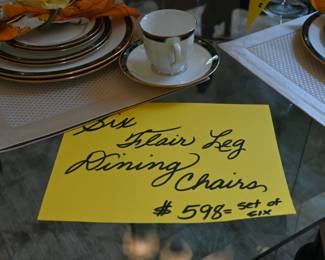 Six
Flair Leg
Dining
Chairs
$ 598= set of
six